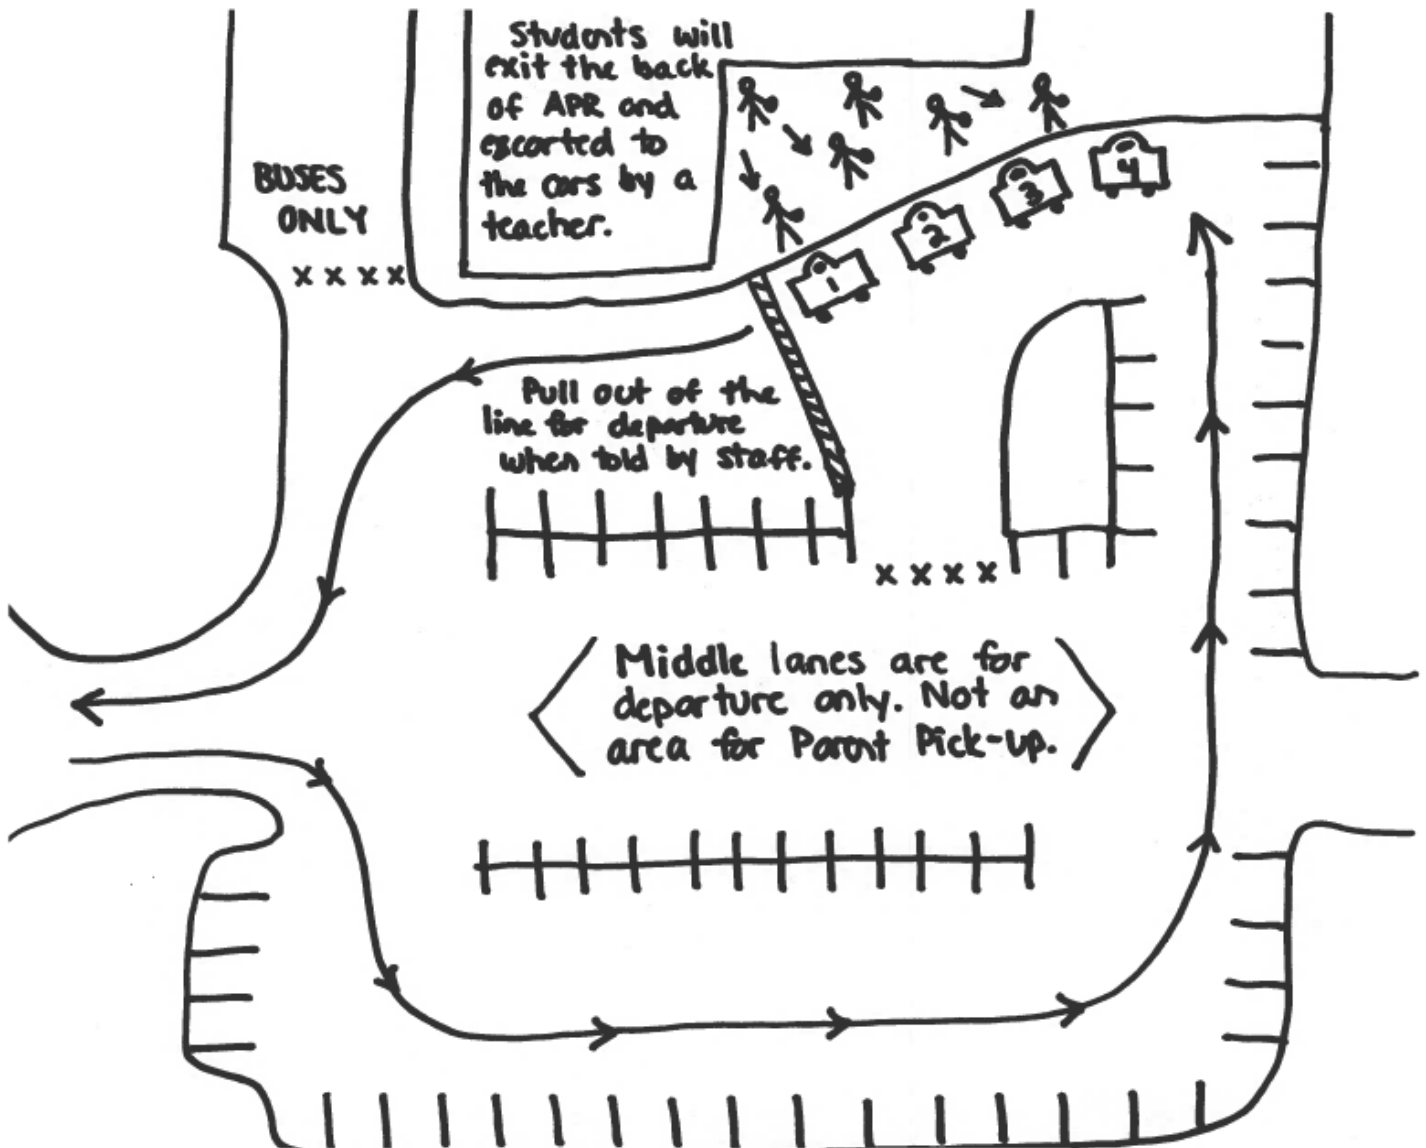 Students will
exit the back
of APR and
escorted to
the cars by a
teacher.
BUSES
ONLY
x x x x
1
2
3
4
Pull out of the
line for departure
when told by staff.
x x x x
Middle lanes are for
departure only. Not an
area for Parent Pick-up.